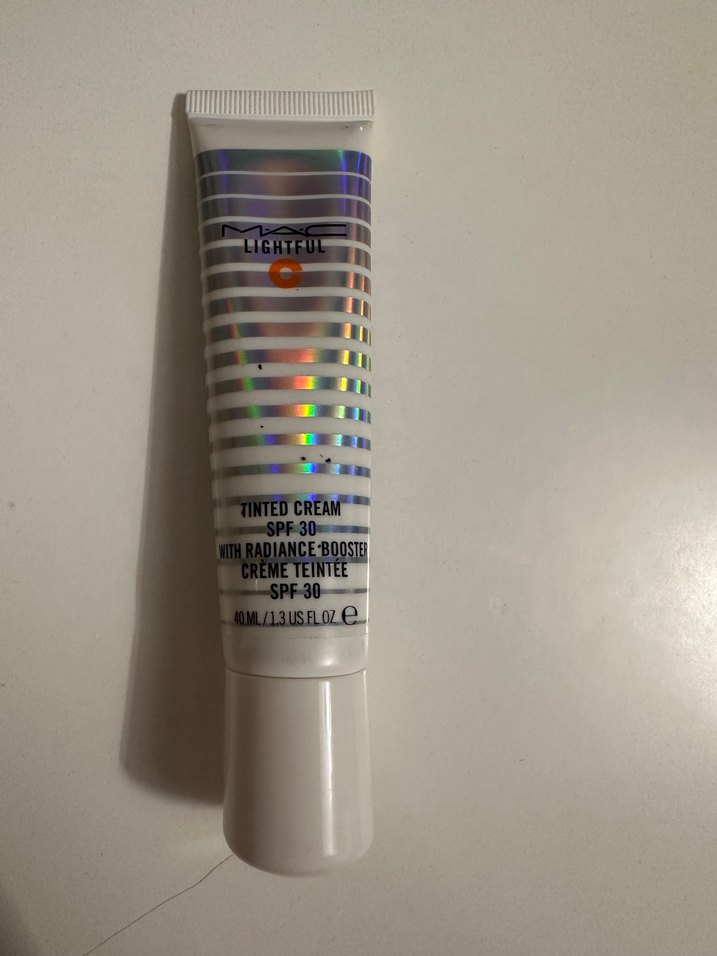 M·A·C
LIGHTFUL
C
TINTED CREAM
SPF 30
WITH RADIANCE-BOOSTER
CRÈME TEINTÉE
SPF 30
40 ML / 1.3 US FL OZ ℮